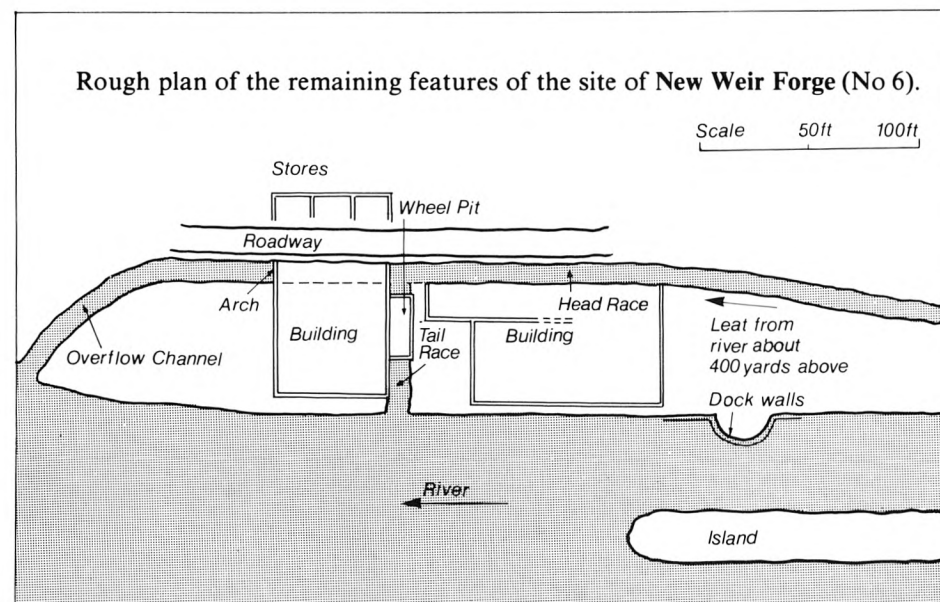 Rough plan of the remaining features of the site of New Weir Forge (No 6).
Scale 50ft 100ft
Stores
Wheel Pit
Roadway
Arch
Head Race
Building
Tail
Race
Building
Leat from
river about
400 yards above
Overflow Channel
Dock walls
River
Island